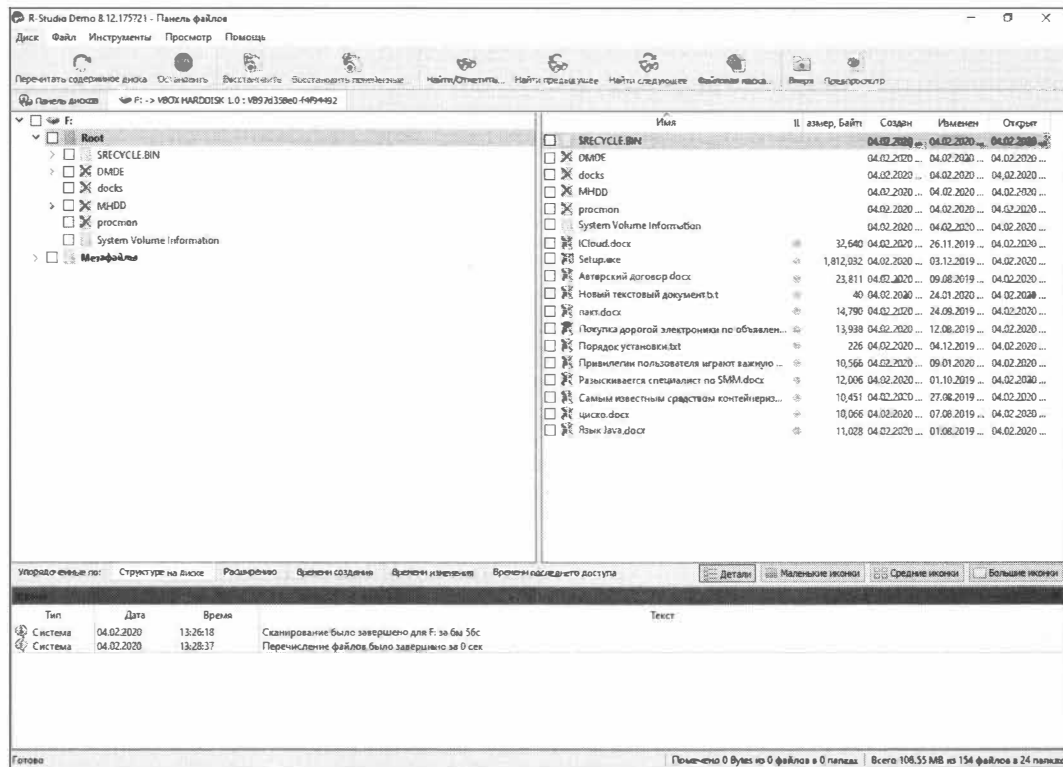 R-Studio Demo 8.12.175721 - Панель файлов
Диск Файл Инструменты Просмотр Помощь
Перечитать содержимое диска Остановить Восстановите Восстановить помеченные... Найти/Отметить... Найти предыдущее Найти следующее Файловая маска... Вверх Предпросмотр
Панель дисков F: -> VBOX HARDDISK 1.0 : VB97d358e0-f4f94492
F:
Root
$RECYCLE.BIN
DMDE
docks
MHDD
procmon
System Volume Information
Метафайлы
Имя азмер, Байт Создан Изменен Открыт
$RECYCLE.BIN 04.02.2020 ... 04.02.2020 ... 04.02.2020 ...
DMDE 04.02.2020 ... 04.02.2020 ... 04.02.2020 ...
docks 04.02.2020 ... 04.02.2020 ... 04.02.2020 ...
MHDD 04.02.2020 ... 04.02.2020 ... 04.02.2020 ...
procmon 04.02.2020 ... 04.02.2020 ... 04.02.2020 ...
System Volume Information 04.02.2020 ... 04.02.2020 ... 04.02.2020 ...
ICloud.docx 32,640 04.02.2020 ... 26.11.2019 ... 04.02.2020 ...
Setup.exe 1,812,032 04.02.2020 ... 03.12.2019 ... 04.02.2020 ...
Авторский договор.docx 23,811 04.02.2020 ... 09.08.2019 ... 04.02.2020 ...
Новый текстовый документ.txt 40 04.02.2020 ... 24.01.2020 ... 04.02.2020 ...
пакт.docx 14,790 04.02.2020 ... 24.09.2019 ... 04.02.2020 ...
Покупка дорогой электроники по объявлен... 13,938 04.02.2020 ... 12.08.2019 ... 04.02.2020 ...
Порядок установки.txt 226 04.02.2020 ... 04.12.2019 ... 04.02.2020 ...
Привилегии пользователя играют важную ... 10,566 04.02.2020 ... 09.01.2020 ... 04.02.2020 ...
Разыскивается специалист по SMM.docx 12,006 04.02.2020 ... 01.10.2019 ... 04.02.2020 ...
Самым известным средством контейнериз... 10,451 04.02.2020 ... 27.08.2019 ... 04.02.2020 ...
циско.docx 10,066 04.02.2020 ... 07.08.2019 ... 04.02.2020 ...
Язык Java.docx 11,028 04.02.2020 ... 01.08.2019 ... 04.02.2020 ...
Упорядоченные по: Структуре на диске Расширению Времени создания Времени изменения Времени последнего доступа Детали Маленькие иконки Средние иконки Большие иконки
Тип Дата Время Текст
Система 04.02.2020 13:26:18 Сканирование было завершено для F: за 6м 56с
Система 04.02.2020 13:28:37 Перечисление файлов было завершено за 0 сек
Готово Помечено 0 Bytes из 0 файлов в 0 папках Всего 108.55 MB из 154 файлов в 24 папках